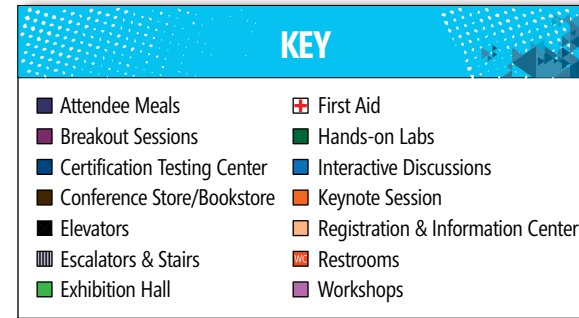 KEY
Attendee Meals
Breakout Sessions
Certification Testing Center
Conference Store/Bookstore
Elevators
Escalators & Stairs
Exhibition Hall
First Aid
Hands-on Labs
Interactive Discussions
Keynote Session
Registration & Information Center
WC Restrooms
Workshops